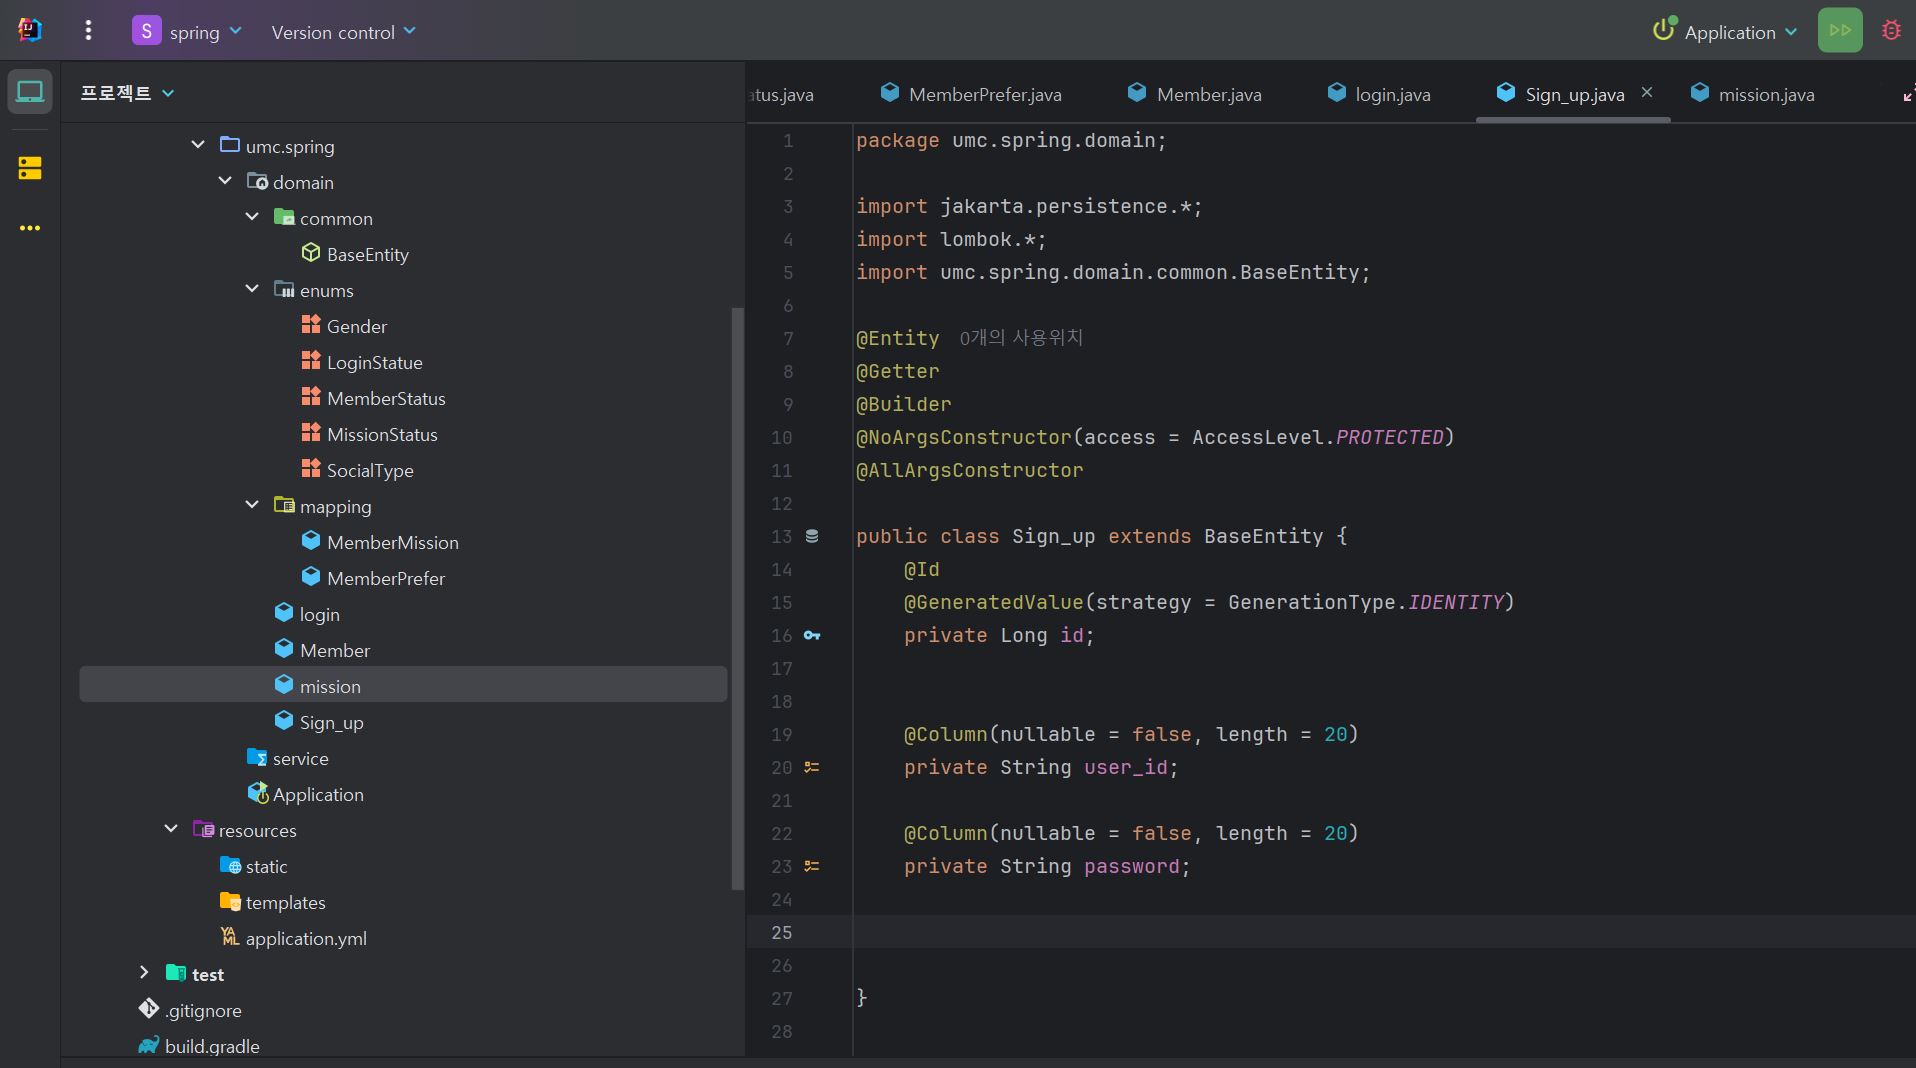 S spring Version control Application
프로젝트
atus.java MemberPrefer.java Member.java login.java Sign_up.java mission.java
umc.spring
domain
common
BaseEntity
enums
Gender
LoginStatue
MemberStatus
MissionStatus
SocialType
mapping
MemberMission
MemberPrefer
login
Member
mission
Sign_up
service
Application
resources
static
templates
application.yml
test
.gitignore
build.gradle
1 package umc.spring.domain;
2
3 import jakarta.persistence.*;
4 import lombok.*;
5 import umc.spring.domain.common.BaseEntity;
6
7 @Entity 0개의 사용위치
8 @Getter
9 @Builder
10 @NoArgsConstructor(access = AccessLevel.PROTECTED)
11 @AllArgsConstructor
12
13 public class Sign_up extends BaseEntity {
14 @Id
15 @GeneratedValue(strategy = GenerationType.IDENTITY)
16 private Long id;
17
18
19 @Column(nullable = false, length = 20)
20 private String user_id;
21
22 @Column(nullable = false, length = 20)
23 private String password;
24
25
26
27 }
28